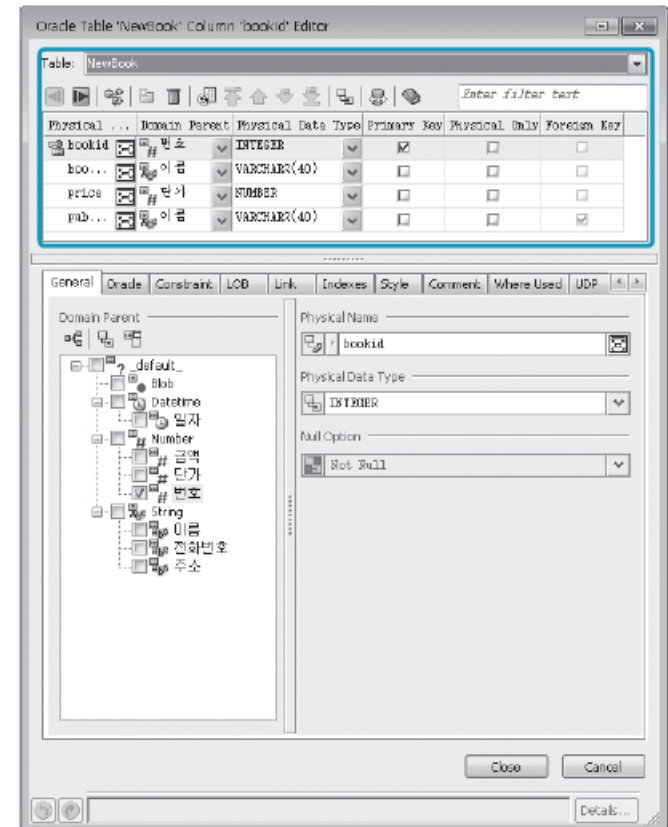 Oracle Table 'NewBook' Column 'bookid' Editor
Table: NewBook
Enter filter text
Physical ... Domain Parent Physical Data Type Primary Key Physical Only Foreign Key
bookid 번호 INTEGER
boo... 이름 VARCHAR2(40)
price 단가 NUMBER
pub... 이름 VARCHAR2(40)
General Oracle Constraint LOB Link Indexes Style Comment Where Used UDP
Domain Parent
Physical Name
bookid
_default_
Physical Data Type
Blob
INTEGER
Datetime
일자
Null Option
Number
Not Null
금액
단가
번호
String
이름
전화번호
주소
Close Cancel
Details...